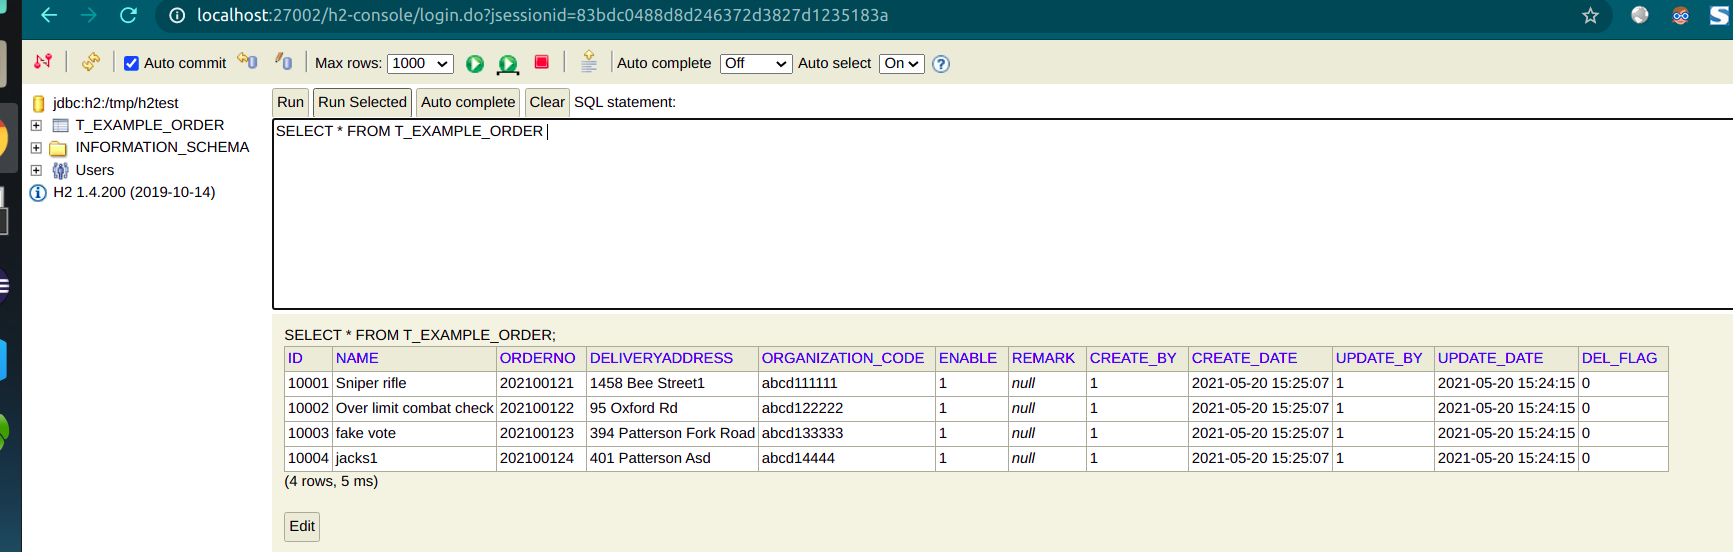 localhost:27002/h2-console/login.do?jsessionid=83bdc0488d8d246372d3827d1235183a
Auto commit Max rows: 1000 Auto complete Off Auto select On
jdbc:h2:/tmp/h2test
T_EXAMPLE_ORDER
INFORMATION_SCHEMA
Users
H2 1.4.200 (2019-10-14)
Run Run Selected Auto complete Clear SQL statement:
SELECT * FROM T_EXAMPLE_ORDER
SELECT * FROM T_EXAMPLE_ORDER;
ID NAME ORDERNO DELIVERYADDRESS ORGANIZATION_CODE ENABLE REMARK CREATE_BY CREATE_DATE UPDATE_BY UPDATE_DATE DEL_FLAG
10001 Sniper rifle 202100121 1458 Bee Street1 abcd111111 1 null 1 2021-05-20 15:25:07 1 2021-05-20 15:24:15 0
10002 Over limit combat check 202100122 95 Oxford Rd abcd122222 1 null 1 2021-05-20 15:25:07 1 2021-05-20 15:24:15 0
10003 fake vote 202100123 394 Patterson Fork Road abcd133333 1 null 1 2021-05-20 15:25:07 1 2021-05-20 15:24:15 0
10004 jacks1 202100124 401 Patterson Asd abcd14444 1 null 1 2021-05-20 15:25:07 1 2021-05-20 15:24:15 0
(4 rows, 5 ms)
Edit